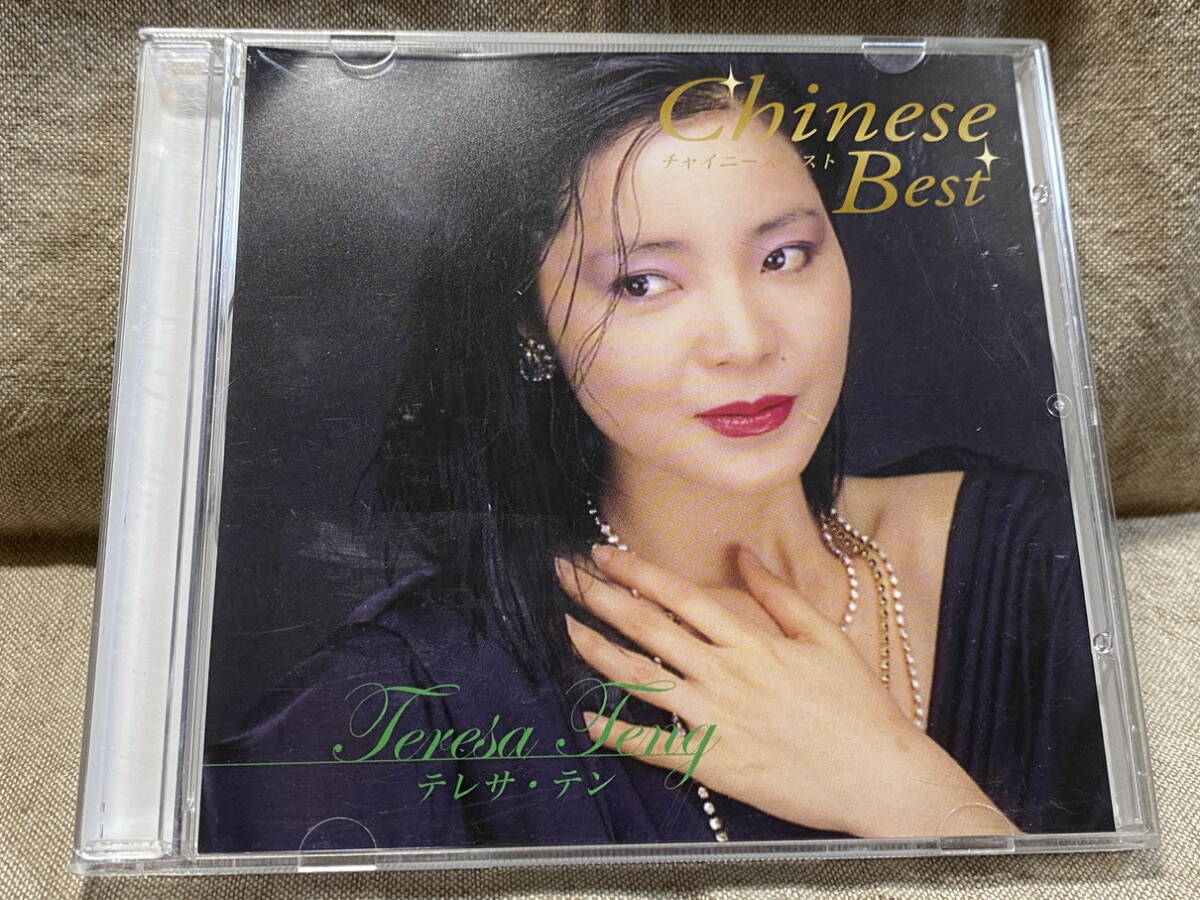 Chinese
チャイニーズベスト
Best
Teresa Teng
テレサ・テン